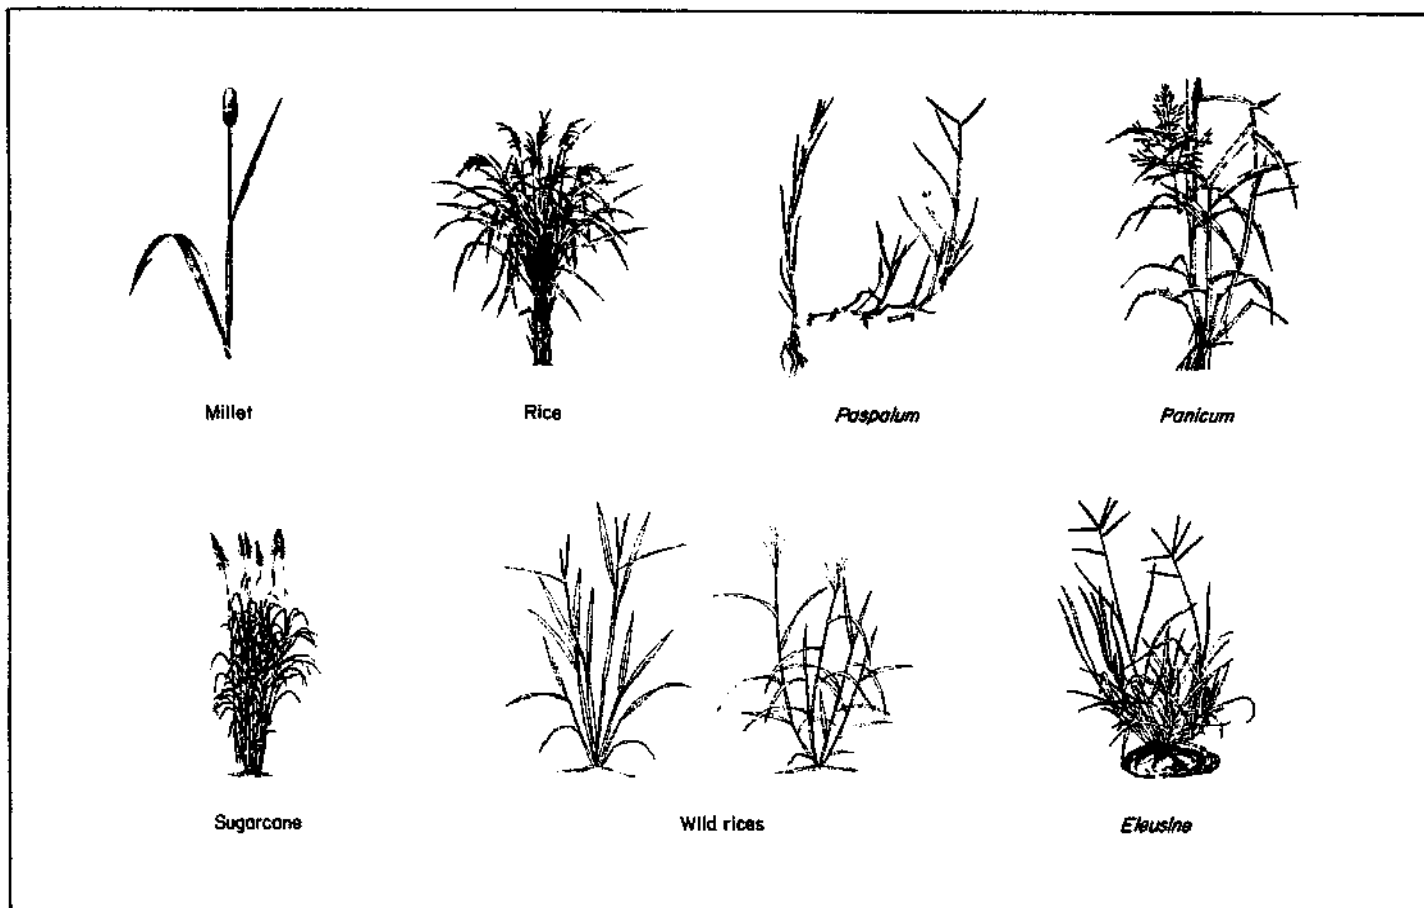 Millet
Rice
Paspalum
Panicum
Sugarcane
Wild rices
Eleusine